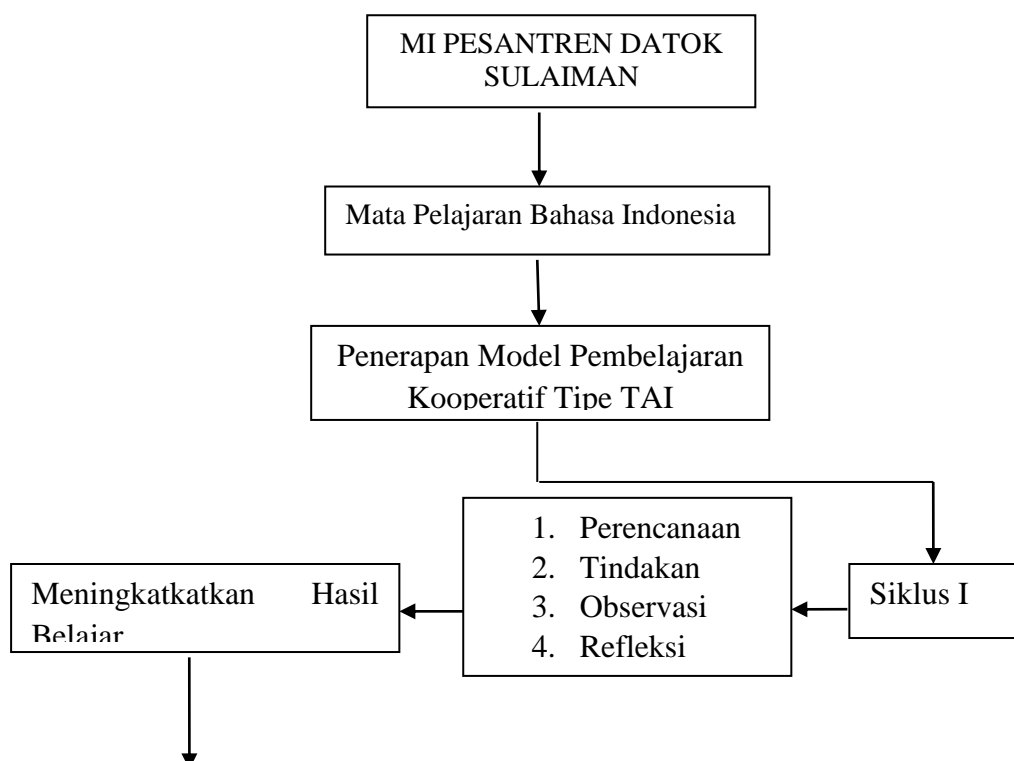 MI PESANTREN DATOK
SULAIMAN
Mata Pelajaran Bahasa Indonesia
Penerapan Model Pembelajaran
Kooperatif Tipe TAI
1. Perencanaan
2. Tindakan
3. Observasi
4. Refleksi
Siklus I
Meningkatkatkan Hasil
Belajar